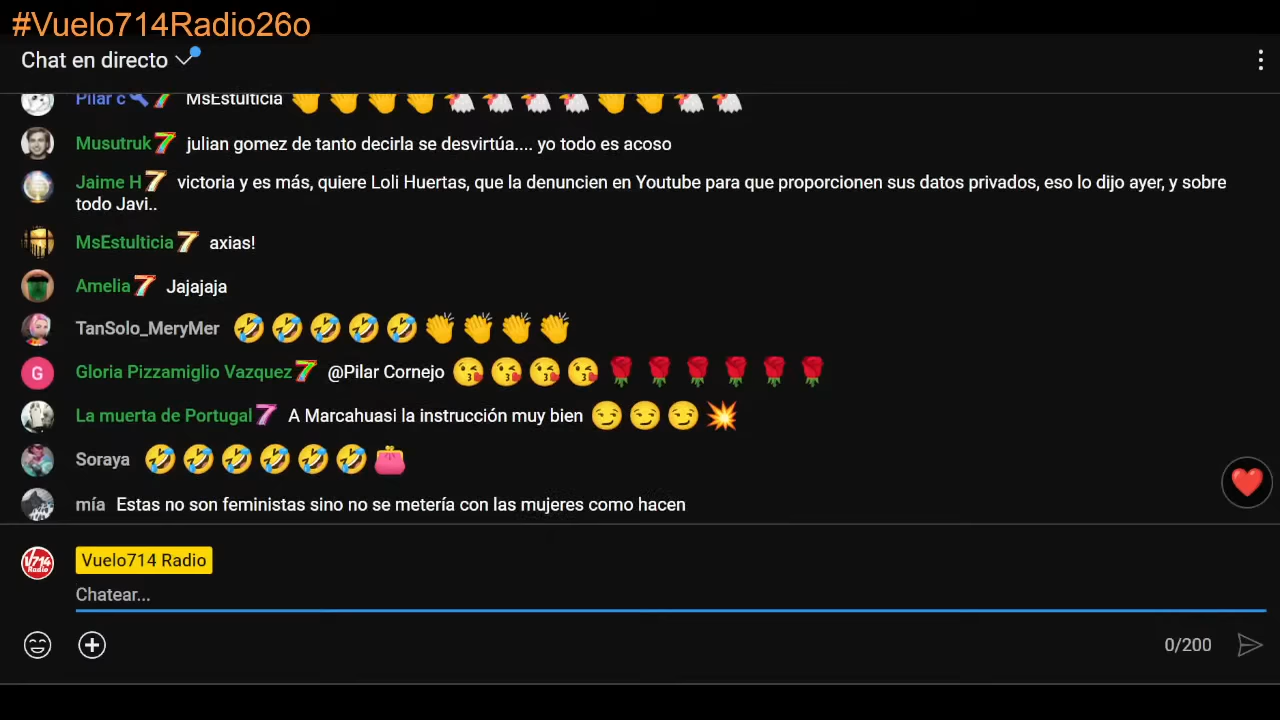 #Vuelo714Radio26o
Chat en directo
Pilar c MsEstulticia 👏👏👏👏🐔🐔🐔🐔👏👏🐔🐔
Musutruk julian gomez de tanto decirla se desvirtúa.... yo todo es acoso
Jaime H victoria y es más, quiere Loli Huertas, que la denuncien en Youtube para que proporcionen sus datos privados, eso lo dijo ayer, y sobre
todo Javi..
MsEstulticia axias!
Amelia Jajajaja
TanSolo_MeryMer 🤣🤣🤣🤣🤣👏👏👏👏
Gloria Pizzamiglio Vazquez @Pilar Cornejo 😘😘😘😘🌹🌹🌹🌹🌹🌹
La muerta de Portugal A Marcahuasi la instrucción muy bien 😏😏😏💥
Soraya 🤣🤣🤣🤣🤣🤣👛
mía Estas no son feministas sino no se metería con las mujeres como hacen
Vuelo714 Radio
Chatear...
0/200